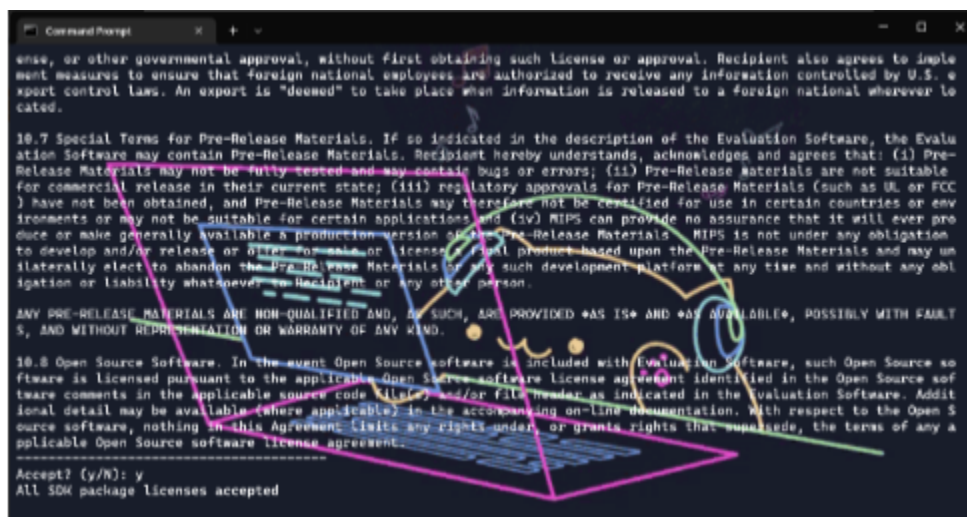 Command Prompt
ense, or other governmental approval, without first obtaining such license or approval. Recipient also agrees to imple
ment measures to ensure that foreign national employees are authorized to receive any information controlled by U.S. e
xport control laws. An export is "deemed" to take place when information is released to a foreign national wherever lo
cated.
10.7 Special Terms for Pre-Release Materials. If so indicated in the description of the Evaluation Software, the Evalu
ation Software may contain Pre-Release Materials. Recipient hereby understands, acknowledges and agrees that: (i) Pre-
Release Materials may not be fully tested and may contain bugs or errors; (ii) Pre-Release materials are not suitable
for commercial release in their current state; (iii) regulatory approvals for Pre-Release Materials (such as UL or FCC
) have not been obtained, and Pre-Release Materials may therefore not be certified for use in certain countries or env
ironments or may not be suitable for certain applications and (iv) MIPS can provide no assurance that it will ever pro
duce or make generally available a production version of the Pre-Release Materials . MIPS is not under any obligation
to develop and/or release or offer for sale or license a final product based upon the Pre-Release Materials and may un
ilaterally elect to abandon the Pre-Release Materials or any such development platform at any time and without any obl
igation or liability whatsoever to Recipient or any other person.
ANY PRE-RELEASE MATERIALS ARE NON-QUALIFIED AND, AS SUCH, ARE PROVIDED *AS IS* AND *AS AVAILABLE*, POSSIBLY WITH FAULT
S, AND WITHOUT REPRESENTATION OR WARRANTY OF ANY KIND.
10.8 Open Source Software. In the event Open Source software is included with Evaluation Software, such Open Source so
ftware is licensed pursuant to the applicable Open Source software license agreement identified in the Open Source sof
tware comments in the applicable source code file(s) and/or file header as indicated in the Evaluation Software. Addit
ional detail may be available (where applicable) in the accompanying on-line documentation. With respect to the Open S
ource software, nothing in this Agreement limits any rights under, or grants rights that supersede, the terms of any a
pplicable Open Source software license agreement.
---------------------------------------
Accept? (y/N): y
All SDK package licenses accepted